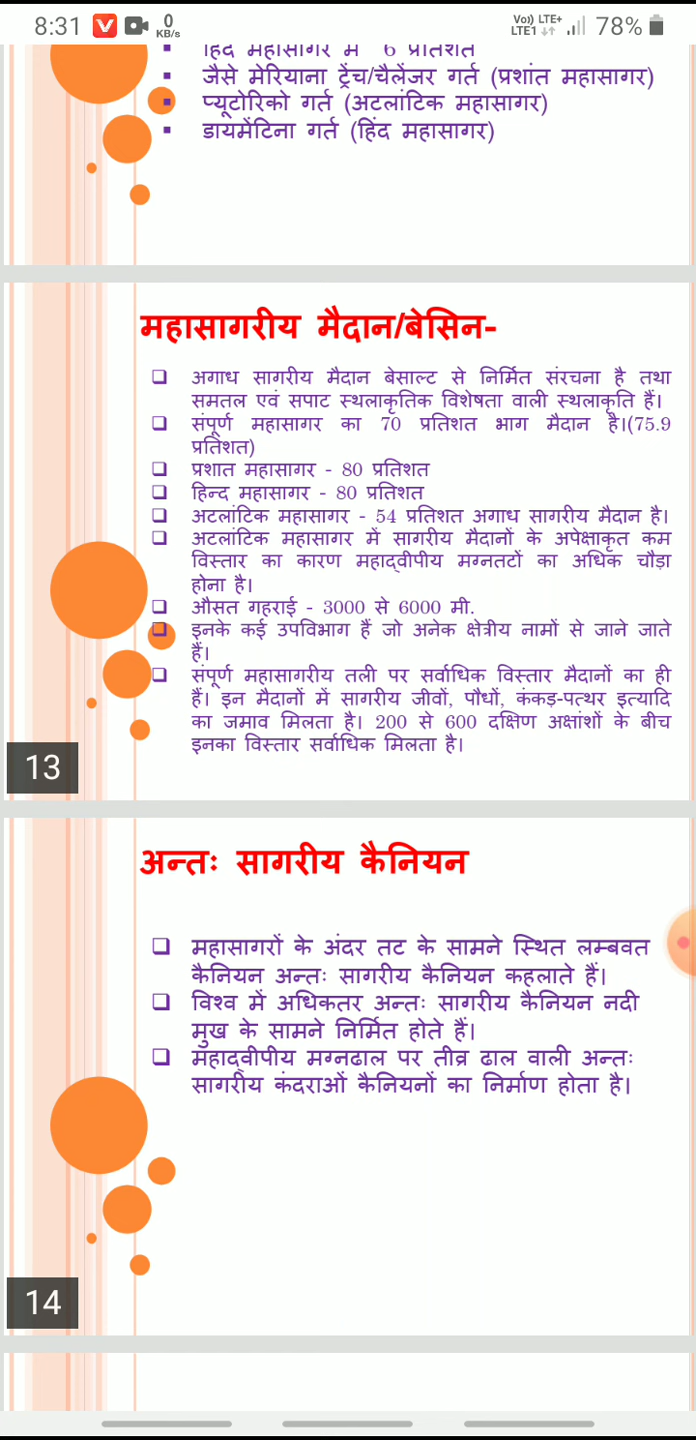 8:31 V 0 KB/s Vo)) LTE+ LTE1 78%
हिंद महासागर में 6 प्रतिशत
जैसे मेरियाना ट्रेंच/चैलेंजर गर्त (प्रशांत महासागर)
प्यूटोरिको गर्त (अटलांटिक महासागर)
डायमेंटिना गर्त (हिंद महासागर)
महासागरीय मैदान/बेसिन-
अगाध सागरीय मैदान बेसाल्ट से निर्मित संरचना है तथा
समतल एवं सपाट स्थलाकृतिक विशेषता वाली स्थलाकृति हैं।
संपूर्ण महासागर का 70 प्रतिशत भाग मैदान है।(75.9
प्रतिशत)
प्रशात महासागर - 80 प्रतिशत
हिन्द महासागर - 80 प्रतिशत
अटलांटिक महासागर - 54 प्रतिशत अगाध सागरीय मैदान है।
अटलांटिक महासागर में सागरीय मैदानों के अपेक्षाकृत कम
विस्तार का कारण महाद्वीपीय मग्नतटों का अधिक चौड़ा
होना है।
औसत गहराई - 3000 से 6000 मी.
इनके कई उपविभाग हैं जो अनेक क्षेत्रीय नामों से जाने जाते
हैं।
संपूर्ण महासागरीय तली पर सर्वाधिक विस्तार मैदानों का ही
हैं। इन मैदानों में सागरीय जीवों, पौधों, कंकड़-पत्थर इत्यादि
का जमाव मिलता है। 200 से 600 दक्षिण अक्षांशों के बीच
इनका विस्तार सर्वाधिक मिलता है।
13
अन्तः सागरीय कैनियन
महासागरों के अंदर तट के सामने स्थित लम्बवत
कैनियन अन्तः सागरीय कैनियन कहलाते हैं।
विश्व में अधिकतर अन्तः सागरीय कैनियन नदी
मुख के सामने निर्मित होते हैं।
महाद्वीपीय मग्नढाल पर तीव्र ढाल वाली अन्तः
सागरीय कंदराओं कैनियनों का निर्माण होता है।
14